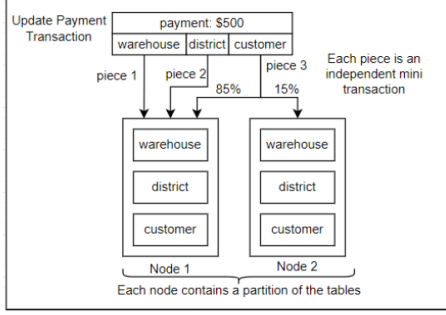 Update Payment
Transaction
payment: $500
warehouse district customer
piece 1
piece 2
piece 3
85%
15%
Each piece is an
independent mini
transaction
warehouse
district
customer
warehouse
district
customer
Node 1
Node 2
Each node contains a partition of the tables